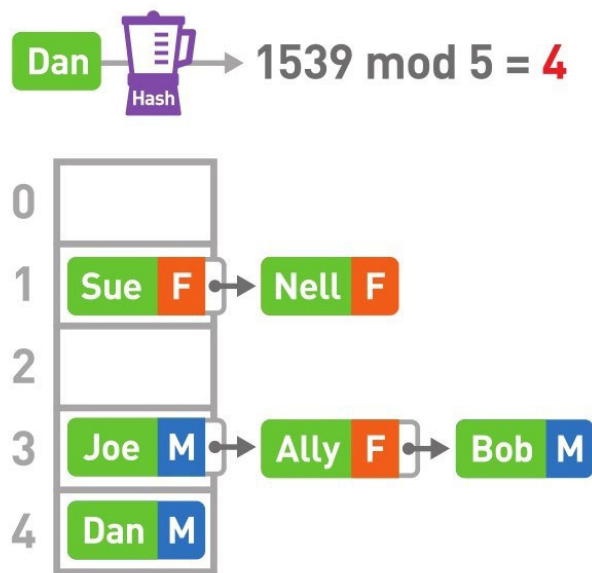 Dan Hash 1539 mod 5 = 4
0
1 Sue F Nell F
2
3 Joe M Ally F Bob M
4 Dan M